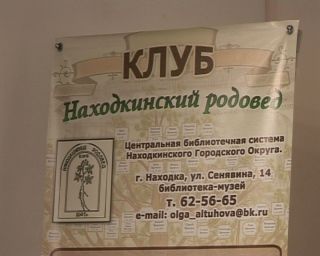 КЛУБ
Находкинский родовед
Центральная библиотечная система
Находкинского Городского Округа.
г. Находка, ул. Сенявина, 14
библиотека-музей
т. 62-56-65
e-mail: olga_altuhova@bk.ru